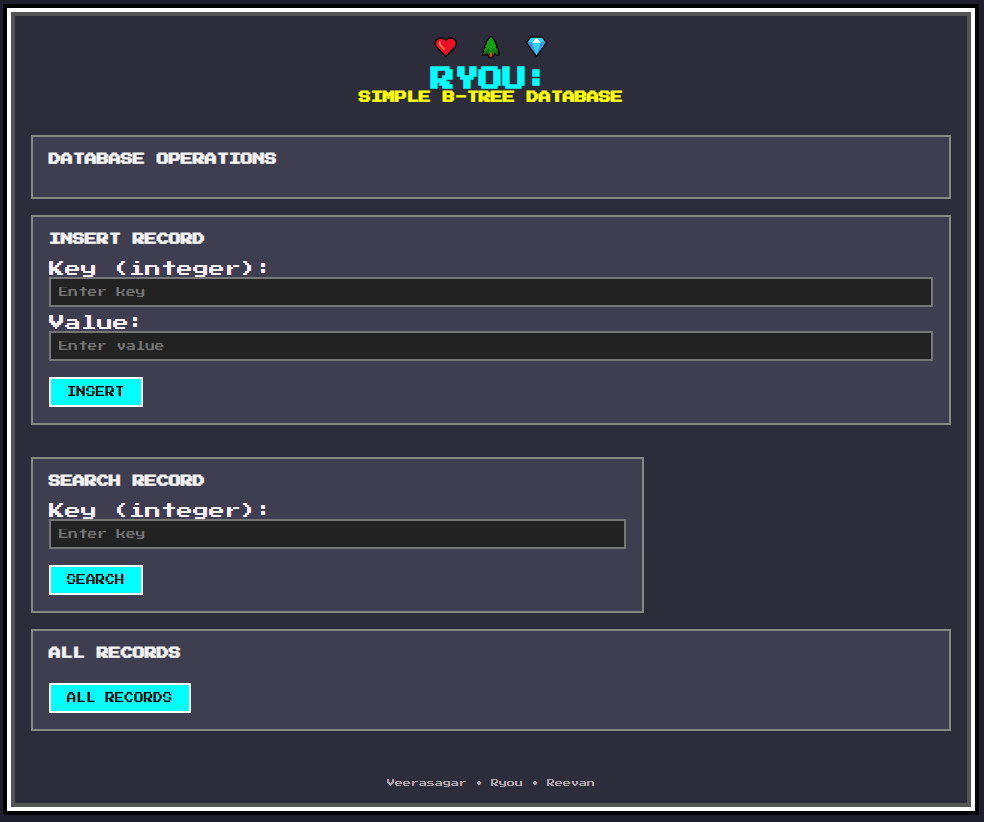 RYOU:
SIMPLE B-TREE DATABASE
DATABASE OPERATIONS
INSERT RECORD
Key (integer):
Enter key
Value:
Enter value
INSERT
SEARCH RECORD
Key (integer):
Enter key
SEARCH
ALL RECORDS
ALL RECORDS
Veerasagar • Ryou • Reevan